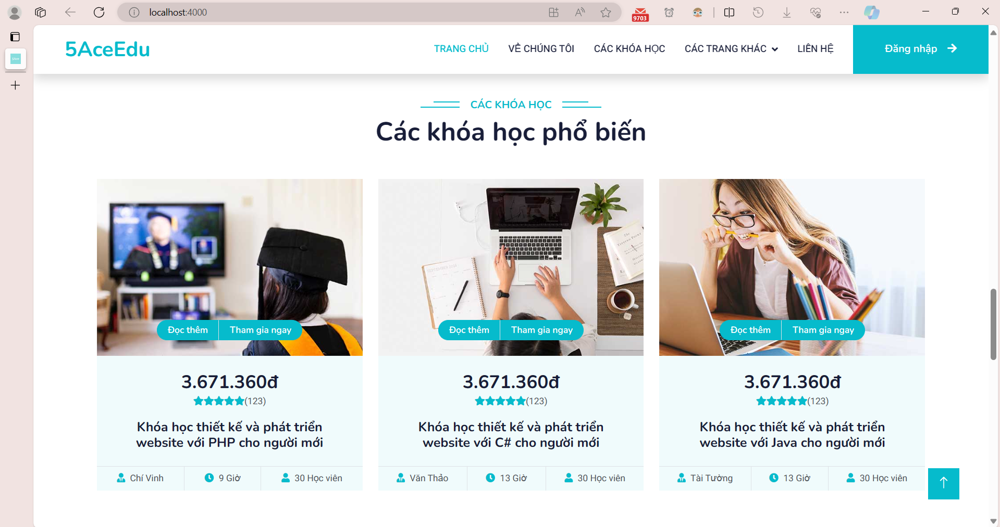 localhost:4000
9703
5AceEdu
TRANG CHỦ
VỀ CHÚNG TÔI
CÁC KHÓA HỌC
CÁC TRANG KHÁC
LIÊN HỆ
Đăng nhập
CÁC KHÓA HỌC
Các khóa học phổ biến
Đọc thêm
Tham gia ngay
3.671.360đ
(123)
Khóa học thiết kế và phát triển
website với PHP cho người mới
Chí Vinh
9 Giờ
30 Học viên
SEPTEMBER
The
TIPPING POINT
Đọc thêm
Tham gia ngay
3.671.360đ
(123)
Khóa học thiết kế và phát triển
website với C# cho người mới
Văn Thảo
13 Giờ
30 Học viên
Đọc thêm
Tham gia ngay
3.671.360đ
(123)
Khóa học thiết kế và phát triển
website với Java cho người mới
Tài Tường
13 Giờ
30 Học viên